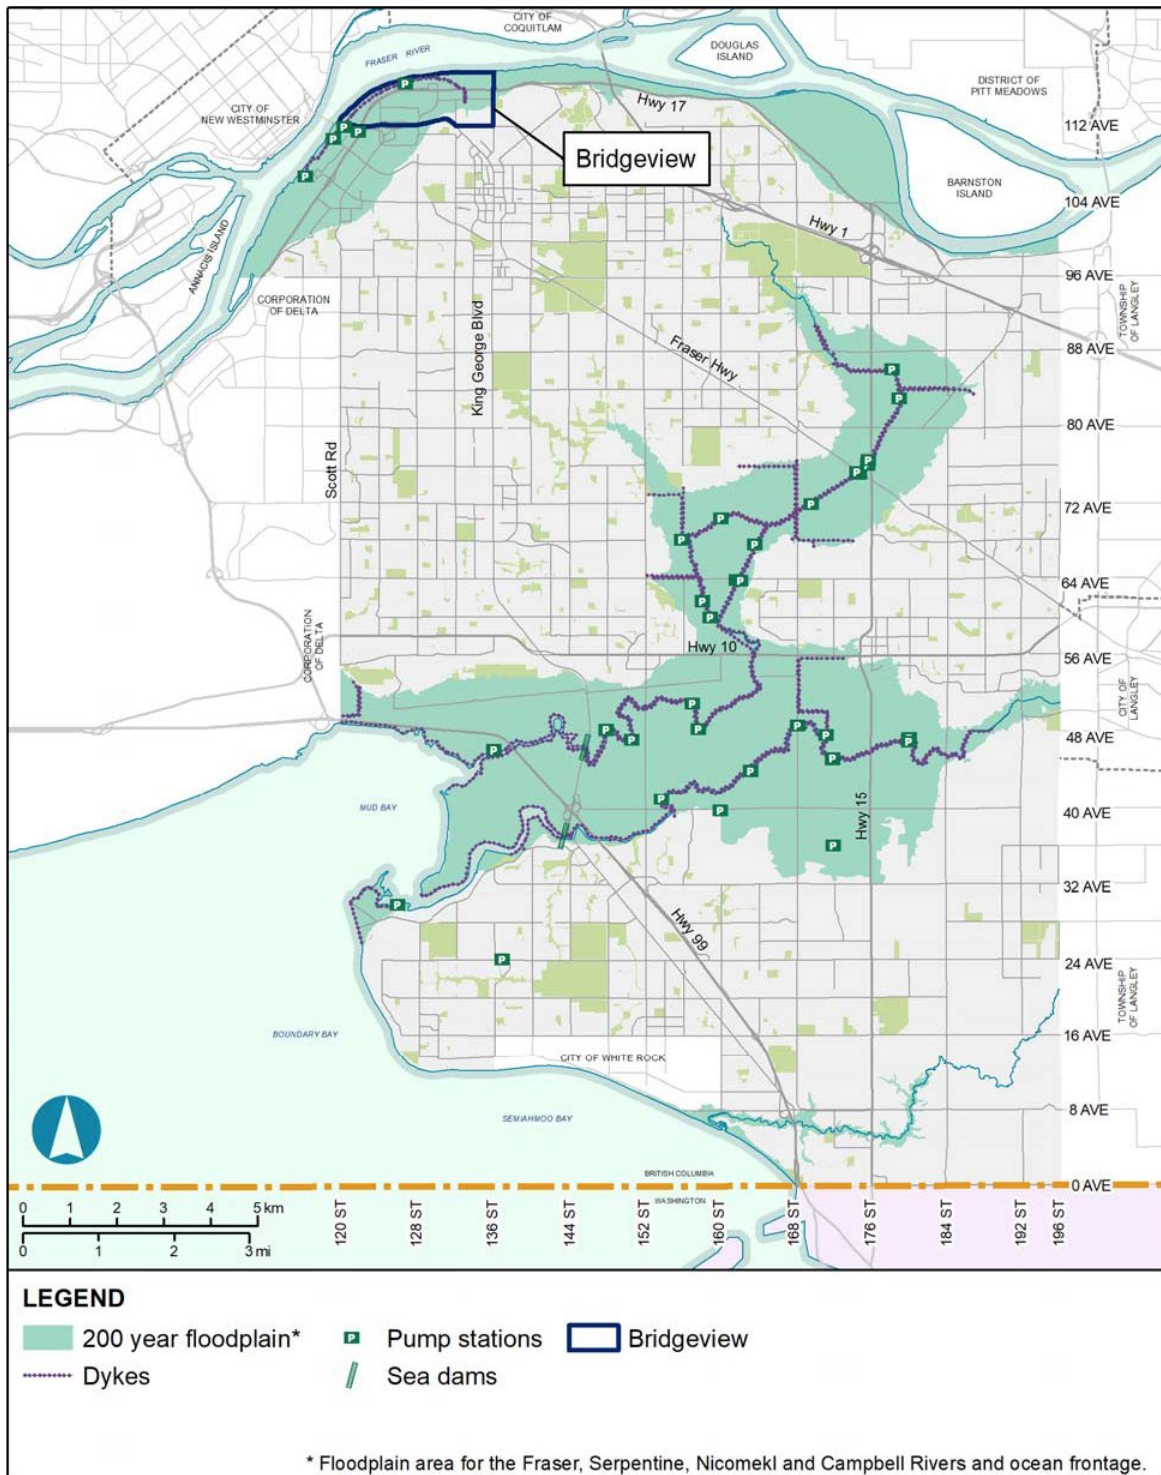 CITY OF
COQUITLAM
FRASER RIVER
DOUGLAS
ISLAND
DISTRICT OF
PITT MEADOWS
CITY OF
NEW WESTMINSTER
Hwy 17
112 AVE
Bridgeview
BARNSTON
ISLAND
104 AVE
Hwy 1
ANNACIS ISLAND
96 AVE
CORPORATION
OF DELTA
King George Blvd
TOWNSHIP
OF LANGLEY
Fraser Hwy
88 AVE
80 AVE
Scott Rd
72 AVE
64 AVE
CORPORATION
OF DELTA
Hwy 10
56 AVE
CITY OF
LANGLEY
48 AVE
MUD BAY
Hwy 15
40 AVE
32 AVE
Hwy 99
24 AVE
TOWNSHIP
OF LANGLEY
BOUNDARY BAY
16 AVE
CITY OF WHITE ROCK
SEMIAHMOO BAY
8 AVE
BRITISH COLUMBIA
0 AVE
WASHINGTON
0 1 2 3 4 5 km
0 1 2 3 mi
120 ST
128 ST
136 ST
144 ST
152 ST
160 ST
168 ST
176 ST
184 ST
192 ST
196 ST
LEGEND
200 year floodplain*
P Pump stations
Bridgeview
Dykes
Sea dams
* Floodplain area for the Fraser, Serpentine, Nicomekl and Campbell Rivers and ocean frontage.